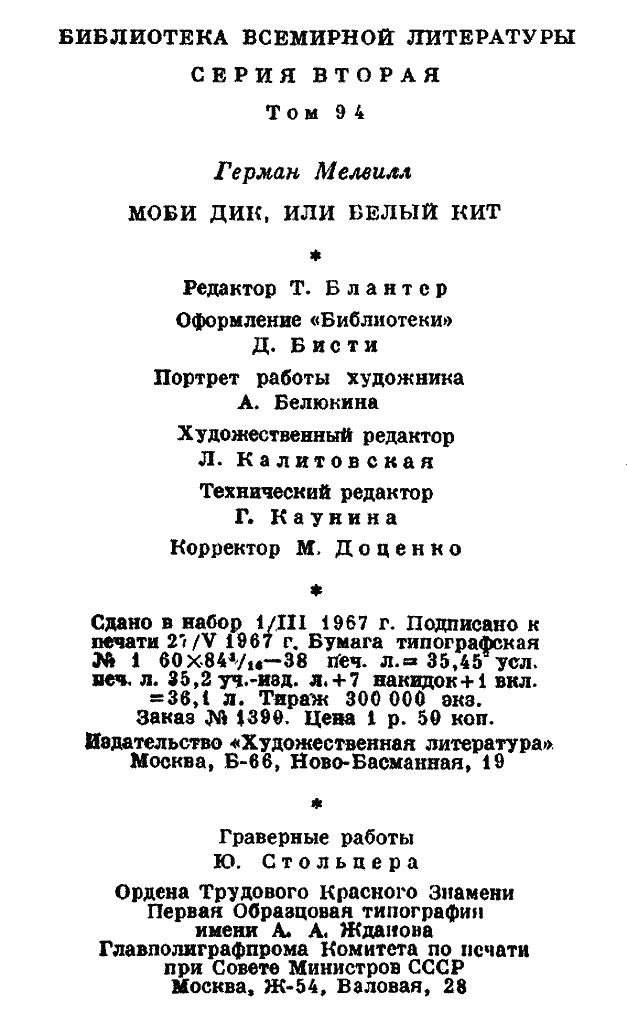 БИБЛИОТЕКА ВСЕМИРНОЙ ЛИТЕРАТУРЫ
СЕРИЯ ВТОРАЯ
Том 94
Герман Мелвилл
МОБИ ДИК, ИЛИ БЕЛЫЙ КИТ
*
Редактор Т. Блантер
Оформление «Библиотеки»
Д. Бисти
Портрет работы художника
А. Белюкина
Художественный редактор
Л. Калитовская
Технический редактор
Г. Каунина
Корректор М. Доценко
*
Сдано в набор 1/III 1967 г. Подписано к
печати 27/V 1967 г. Бумага типографская
№ 1 60×84¹/₁₆—38 печ. л.= 35,45 усл.
печ. л. 35,2 уч.-изд. л.+7 накидок+1 вкл.
=36,1 л. Тираж 300 000 экз.
Заказ № 1390. Цена 1 р. 50 коп.
Издательство «Художественная литература»
Москва, Б-66, Ново-Басманная, 19
*
Граверные работы
Ю. Стольцера
Ордена Трудового Красного Знамени
Первая Образцовая типография
имени А. А. Жданова
Главполиграфпрома Комитета по печати
при Совете Министров СССР
Москва, Ж-54, Валовая, 28